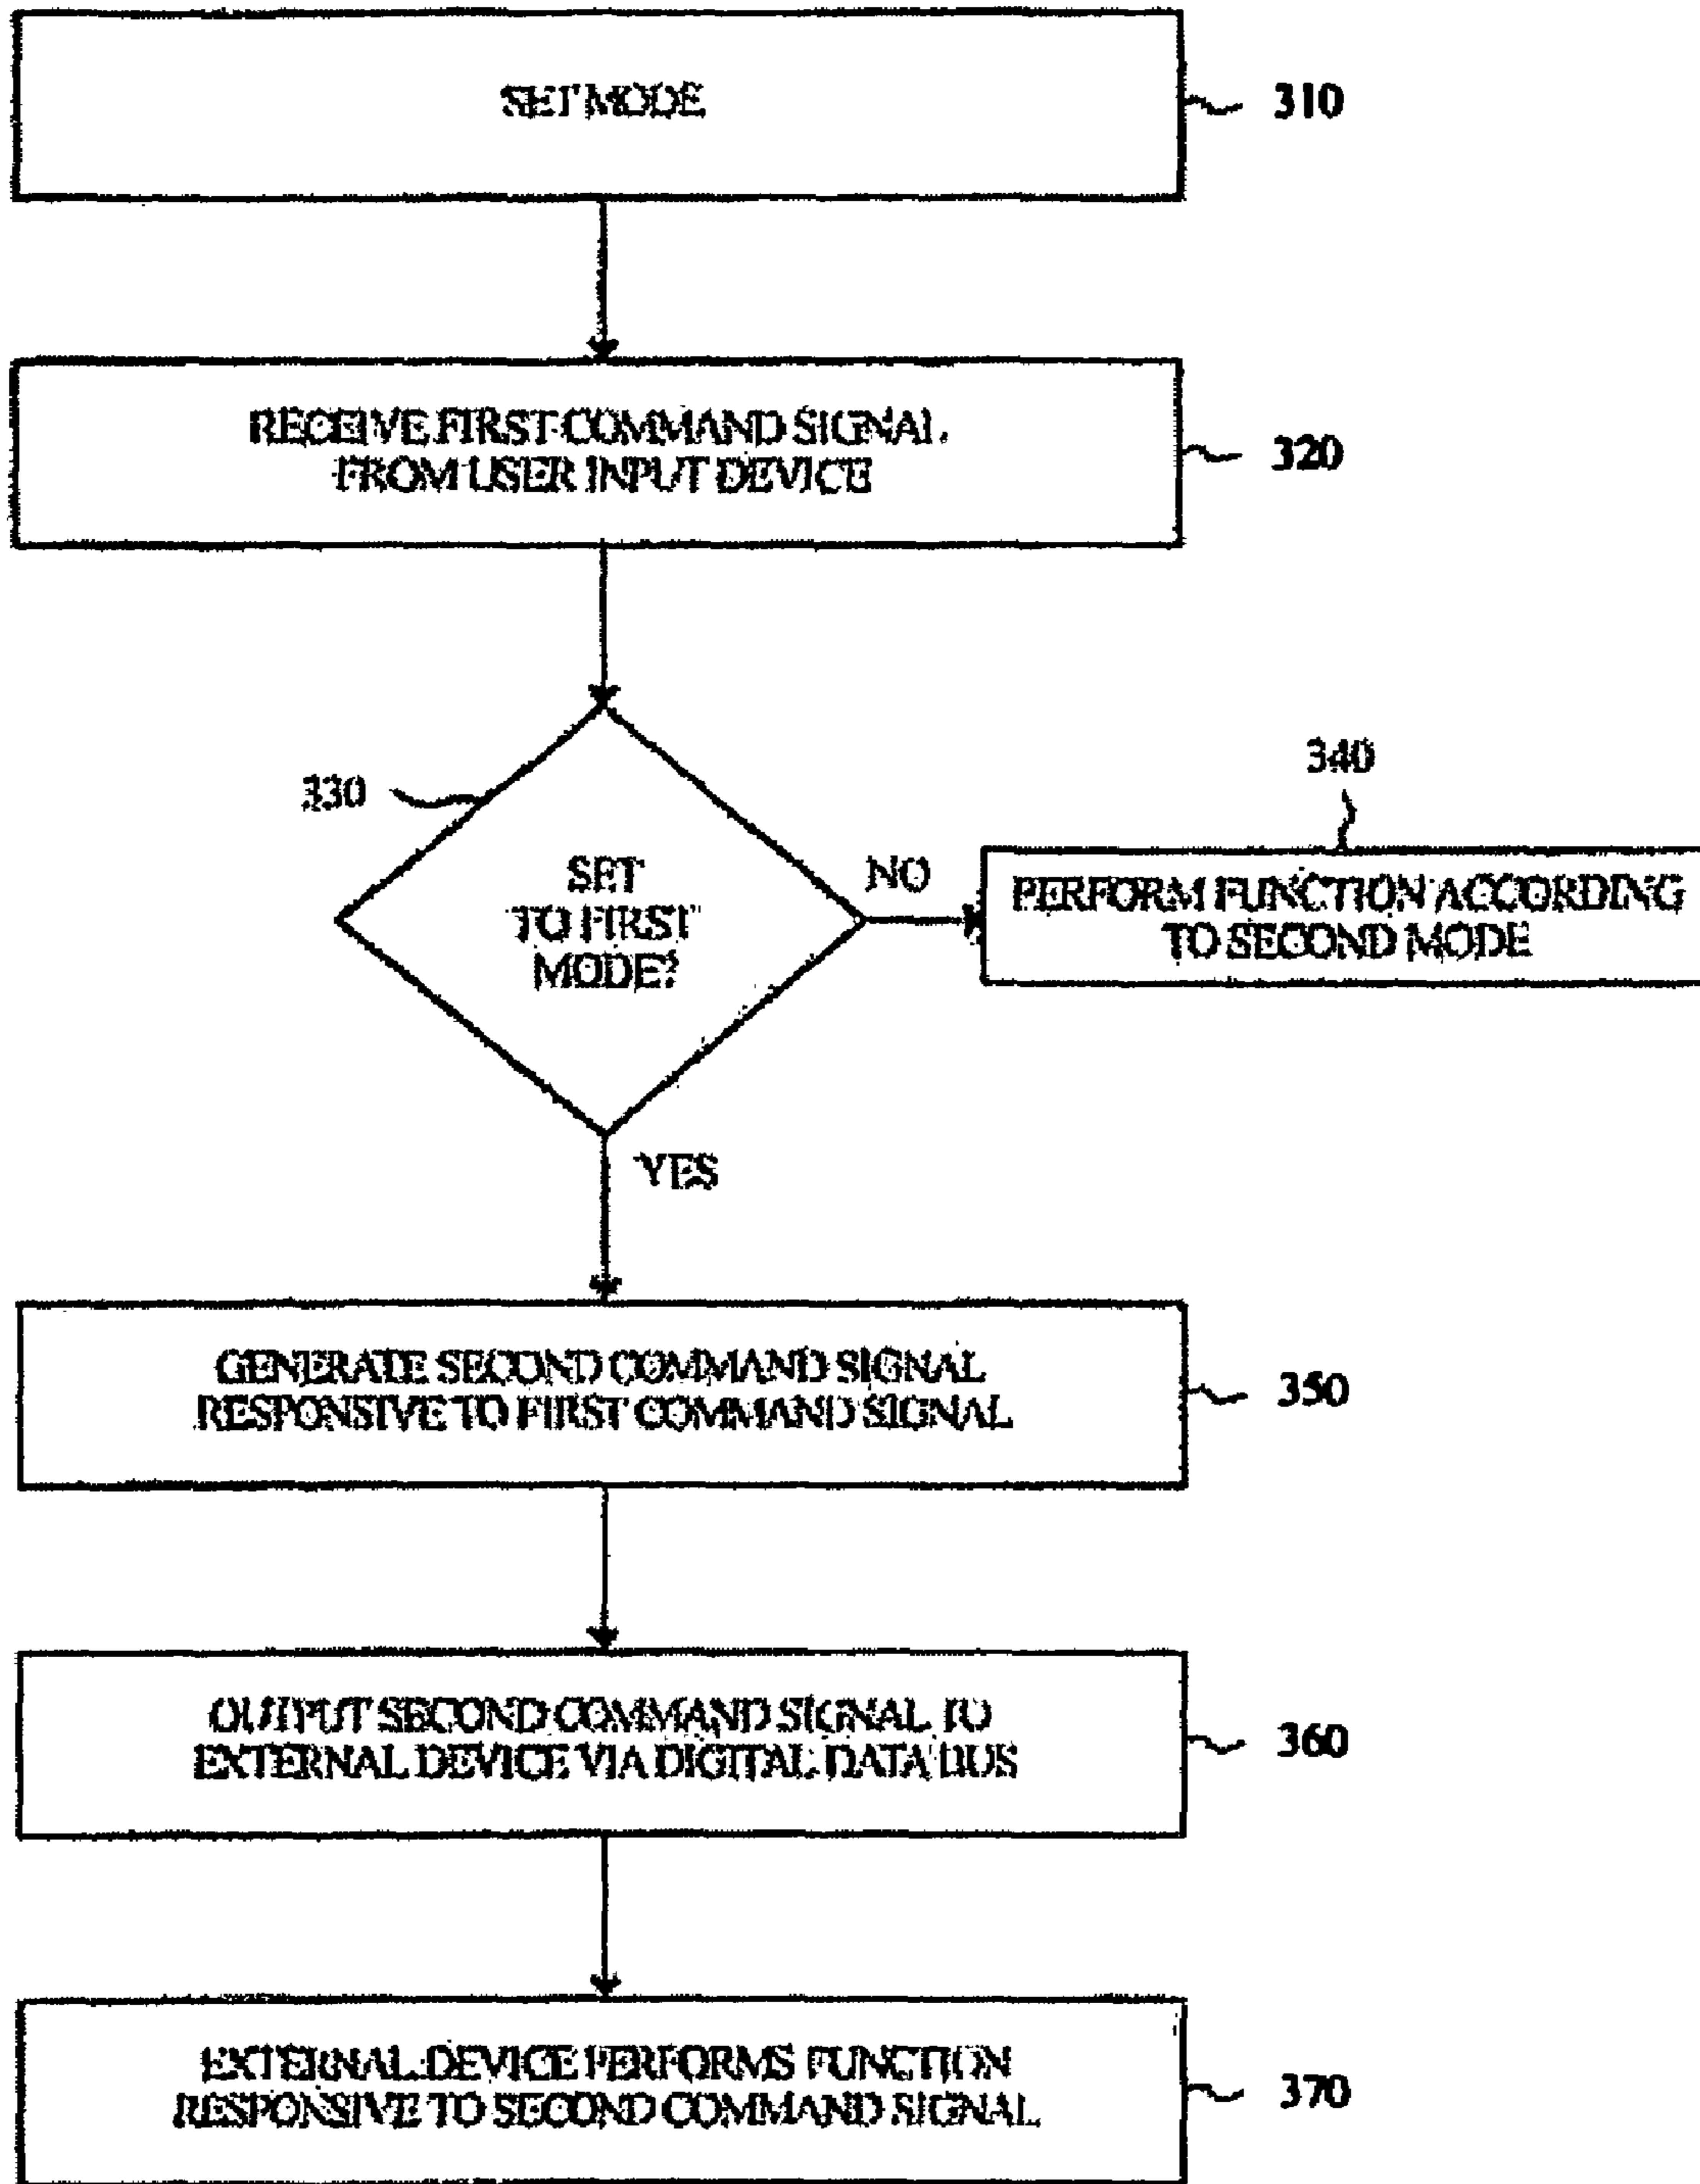 SET MODE
310
RECEIVE FIRST COMMAND SIGNAL
FROM USER INPUT DEVICE
320
330
SET
TO FIRST
MODE?
NO
340
PERFORM FUNCTION ACCORDING
TO SECOND MODE
YES
GENERATE SECOND COMMAND SIGNAL
RESPONSIVE TO FIRST COMMAND SIGNAL
350
OUTPUT SECOND COMMAND SIGNAL TO
EXTERNAL DEVICE VIA DIGITAL DATA BUS
360
EXTERNAL DEVICE PERFORMS FUNCTION
RESPONSIVE TO SECOND COMMAND SIGNAL
370